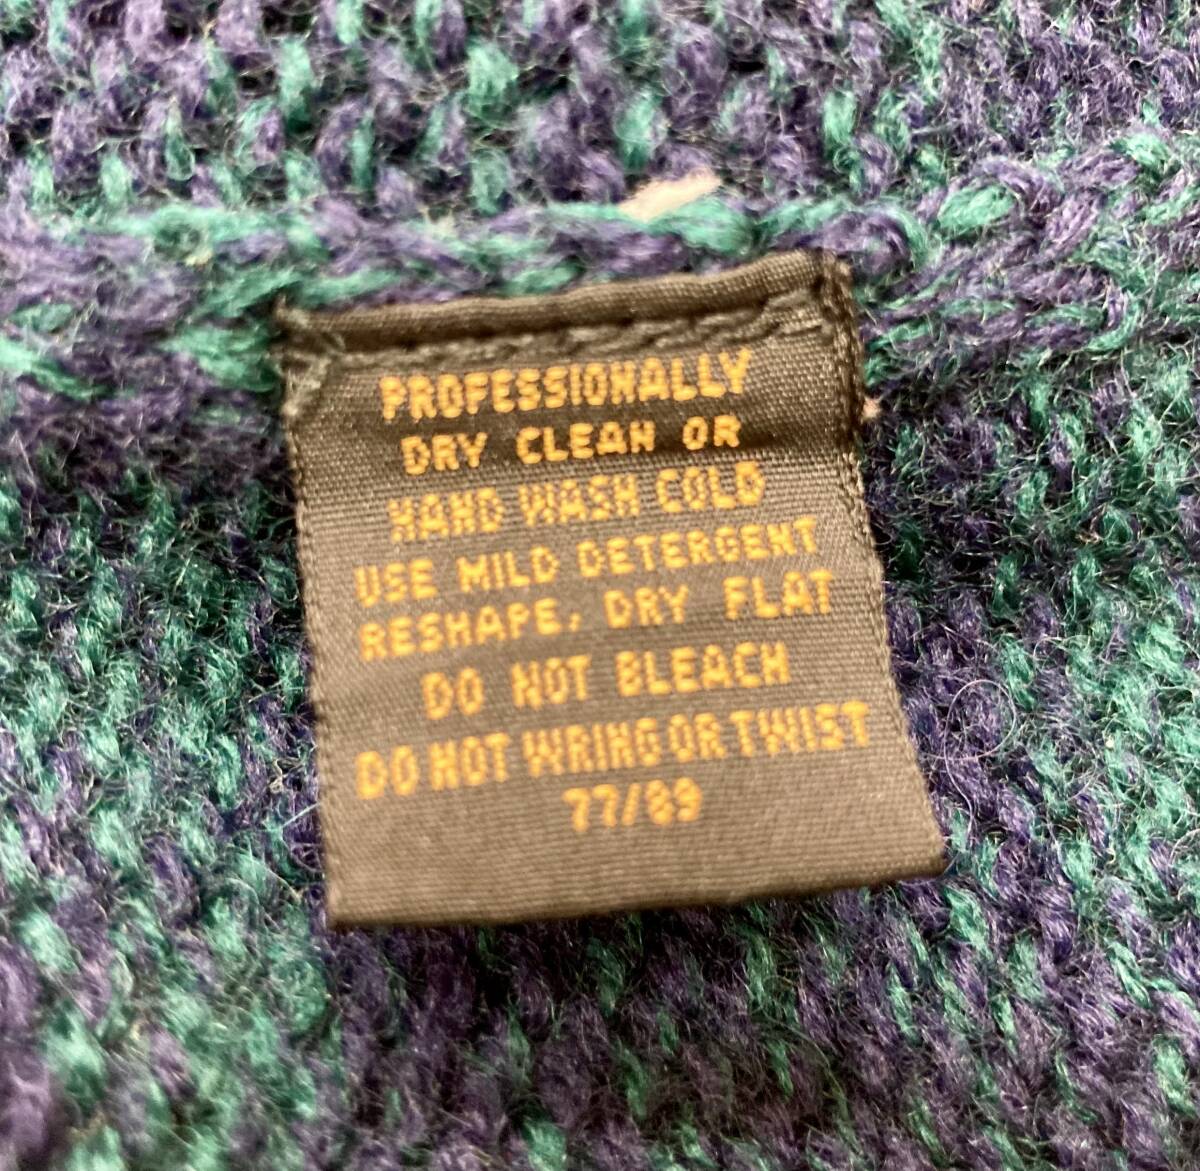 PROFESSIONALLY
DRY CLEAN OR
HAND WASH COLD
USE MILD DETERGENT
RESHAPE, DRY FLAT
DO NOT BLEACH
DO NOT WRING OR TWIST
77/89